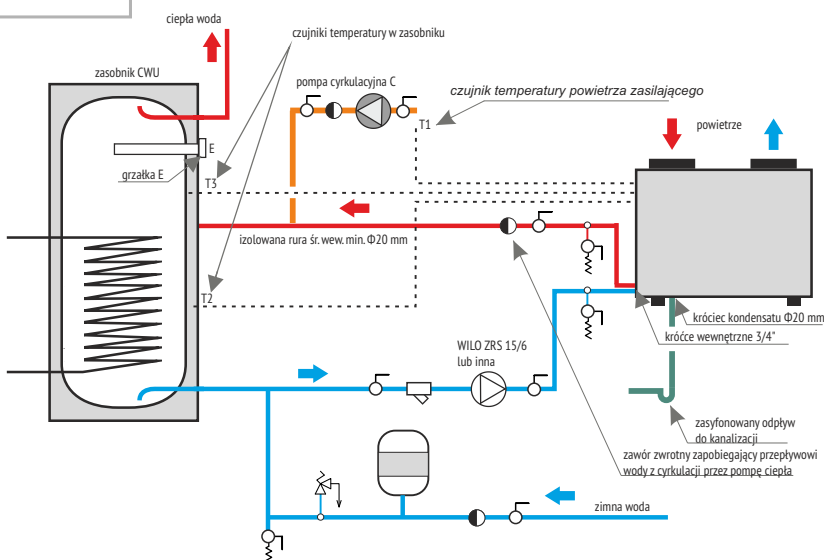 ciepła woda
czujniki temperatury w zasobniku
zasobnik CWU
pompa cyrkulacyjna C
czujnik temperatury powietrza zasilającego
T1
powietrze
E
grzałka E
T3
izolowana rura śr. wew. min. Φ20 mm
T2
króciec kondensatu Φ20 mm
króćce wewnętrzne 3/4"
WILO ZRS 15/6
lub inna
zasyfonowany odpływ
do kanalizacji
zawór zwrotny zapobiegający przepływowi
wody z cyrkulacji przez pompę ciepła
zimna woda